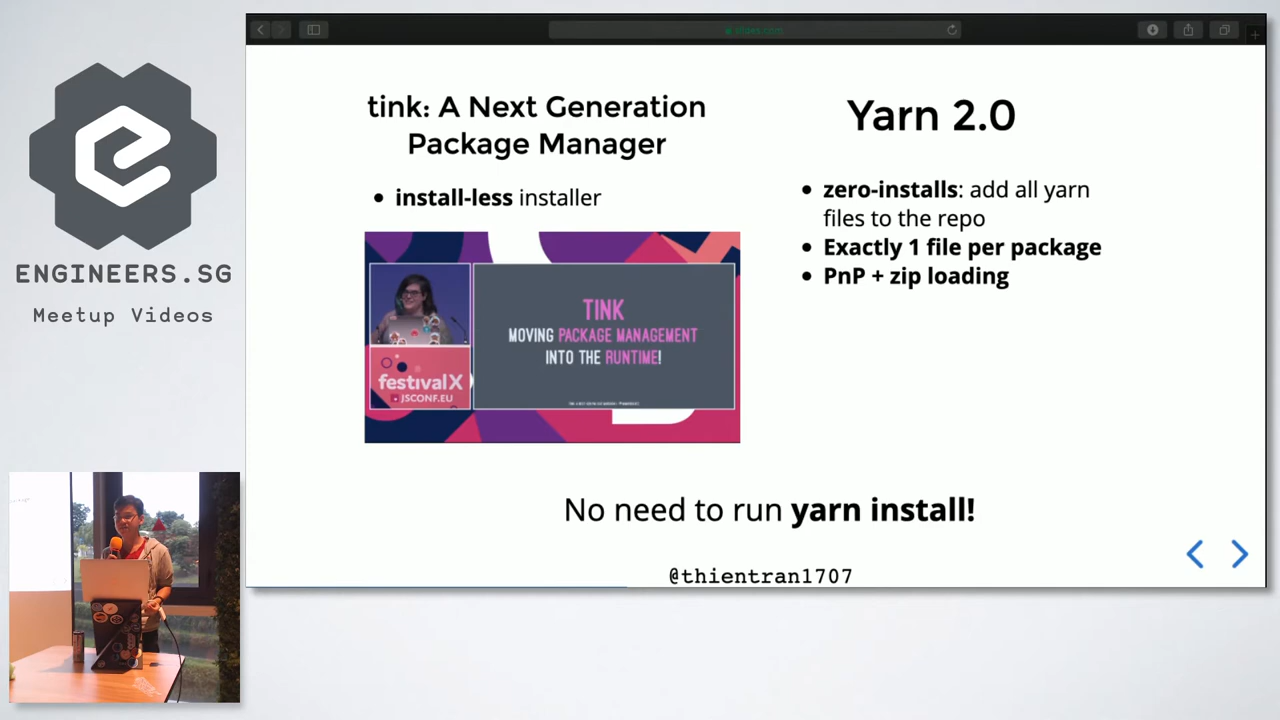 ENGINEERS.SG
Meetup Videos
slides.com
tink: A Next Generation
Package Manager
install-less installer
TINK
MOVING PACKAGE MANAGEMENT
INTO THE RUNTIME!
festivalX
JSCONF.EU
Yarn 2.0
zero-installs: add all yarn
files to the repo
Exactly 1 file per package
PnP + zip loading
No need to run yarn install!
@thientran1707